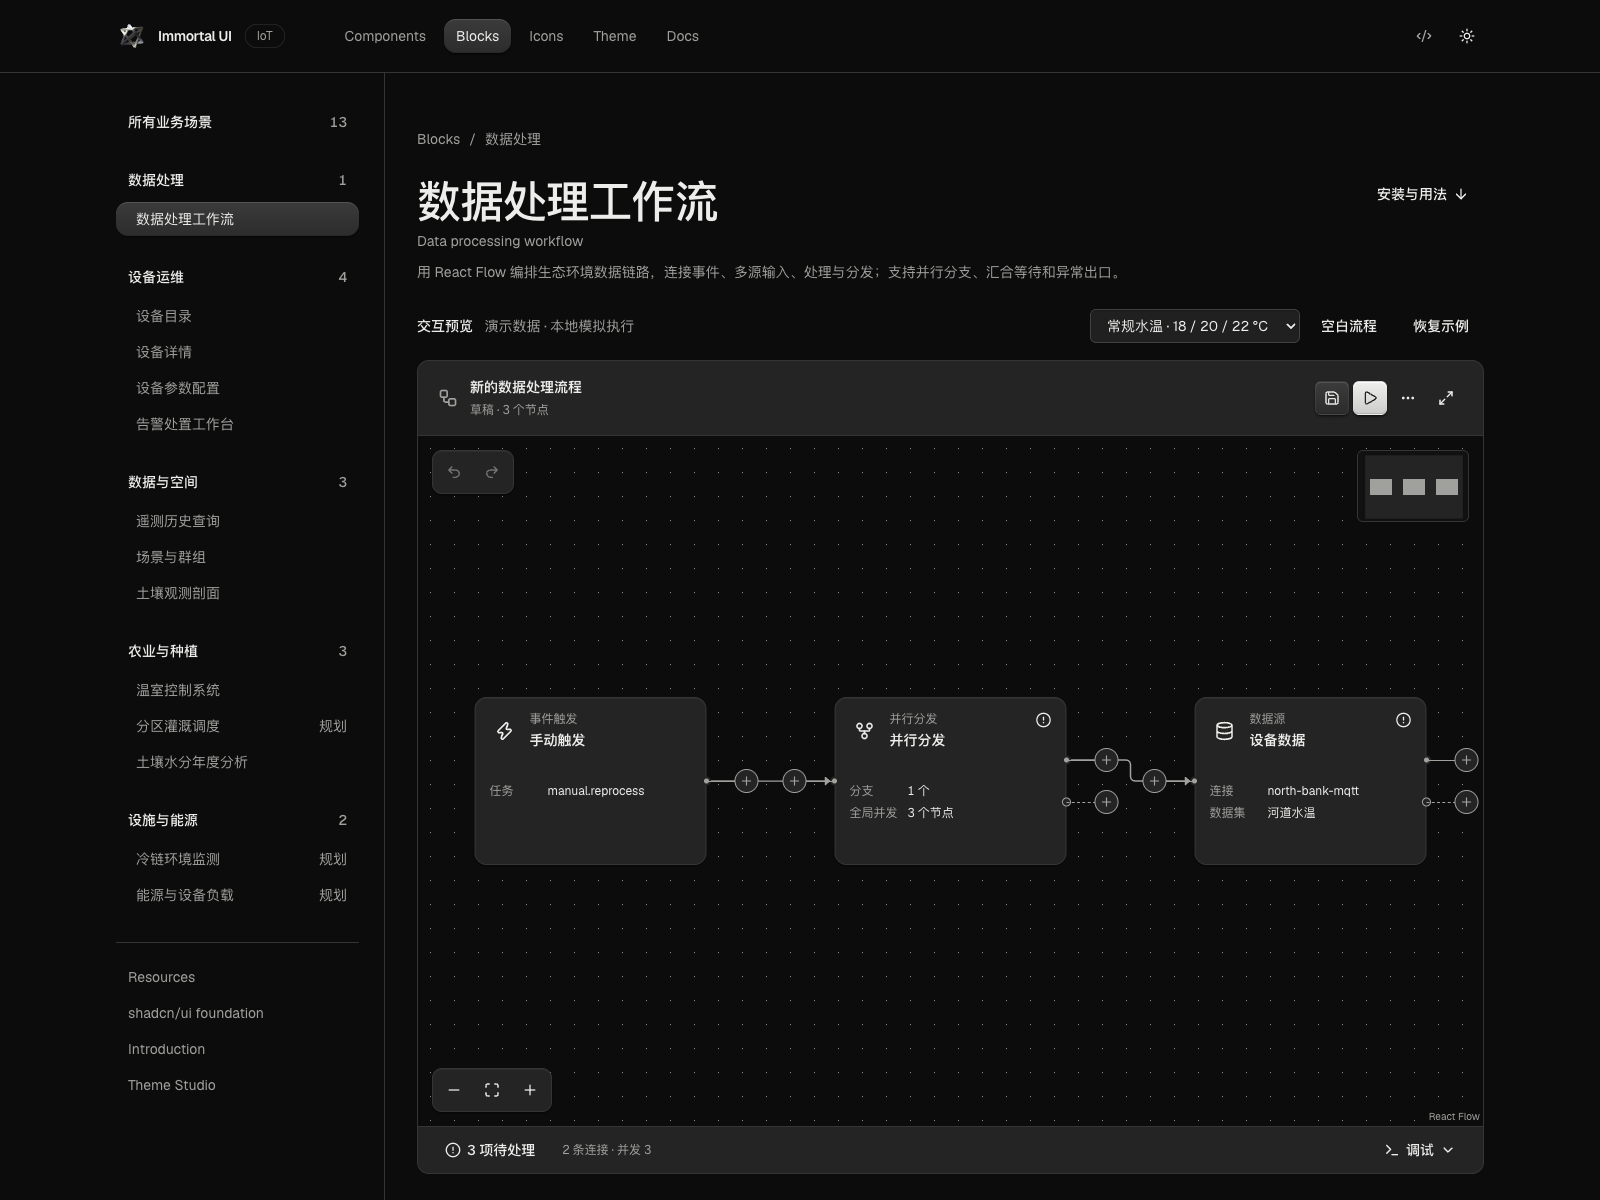 Immortal UI IoT Components Blocks Icons Theme Docs
所有业务场景 13
数据处理 1
数据处理工作流
设备运维 4
设备目录
设备详情
设备参数配置
告警处置工作台
数据与空间 3
遥测历史查询
场景与群组
土壤观测剖面
农业与种植 3
温室控制系统
分区灌溉调度 规划
土壤水分年度分析
设施与能源 2
冷链环境监测 规划
能源与设备负载 规划
Resources
shadcn/ui foundation
Introduction
Theme Studio
Blocks / 数据处理
数据处理工作流
安装与用法
Data processing workflow
用 React Flow 编排生态环境数据链路，连接事件、多源输入、处理与分发；支持并行分支、汇合等待和异常出口。
交互预览 演示数据 · 本地模拟执行 常规水温 · 18 / 20 / 22 °C 空白流程 恢复示例
新的数据处理流程
草稿 · 3 个节点
事件触发
手动触发
任务 manual.reprocess
并行分发
并行分发
分支 1 个
全局并发 3 个节点
数据源
设备数据
连接 north-bank-mqtt
数据集 河道水温
React Flow
3 项待处理 2 条连接 · 并发 3 调试